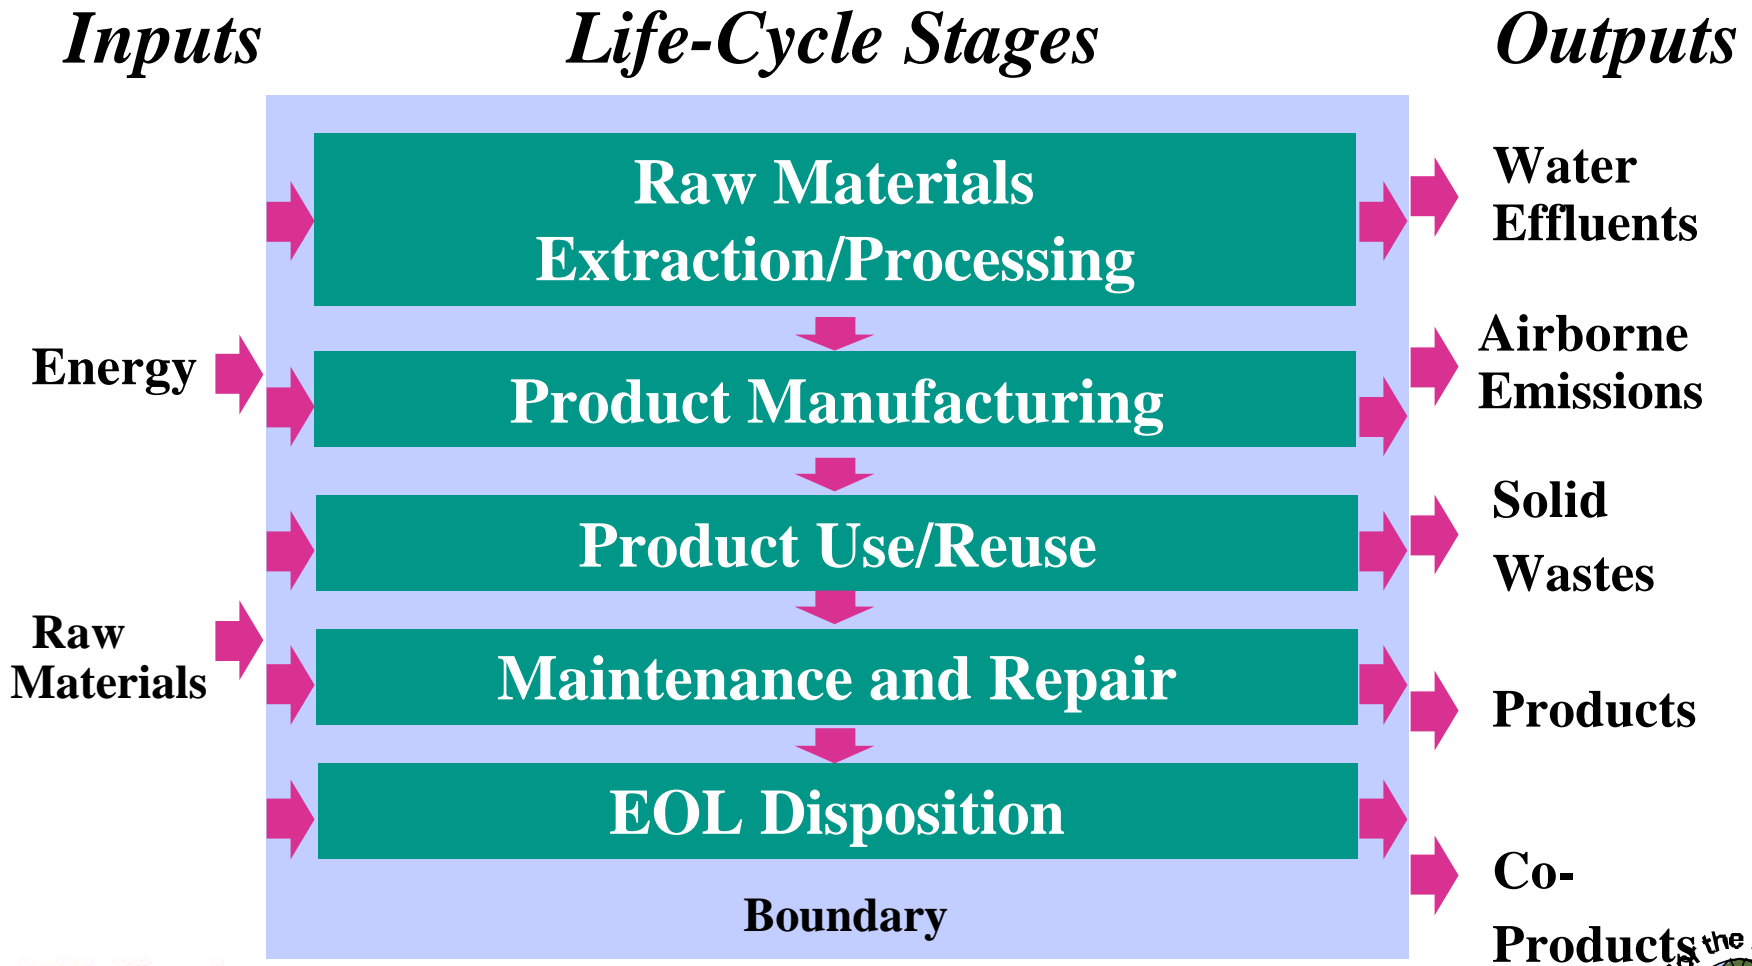 Inputs
Life-Cycle Stages
Outputs
Raw Materials
Extraction/Processing
Water
Effluents
Energy
Product Manufacturing
Airborne
Emissions
Product Use/Reuse
Solid
Wastes
Raw
Materials
Maintenance and Repair
Products
EOL Disposition
Co-
Products
Boundary
the